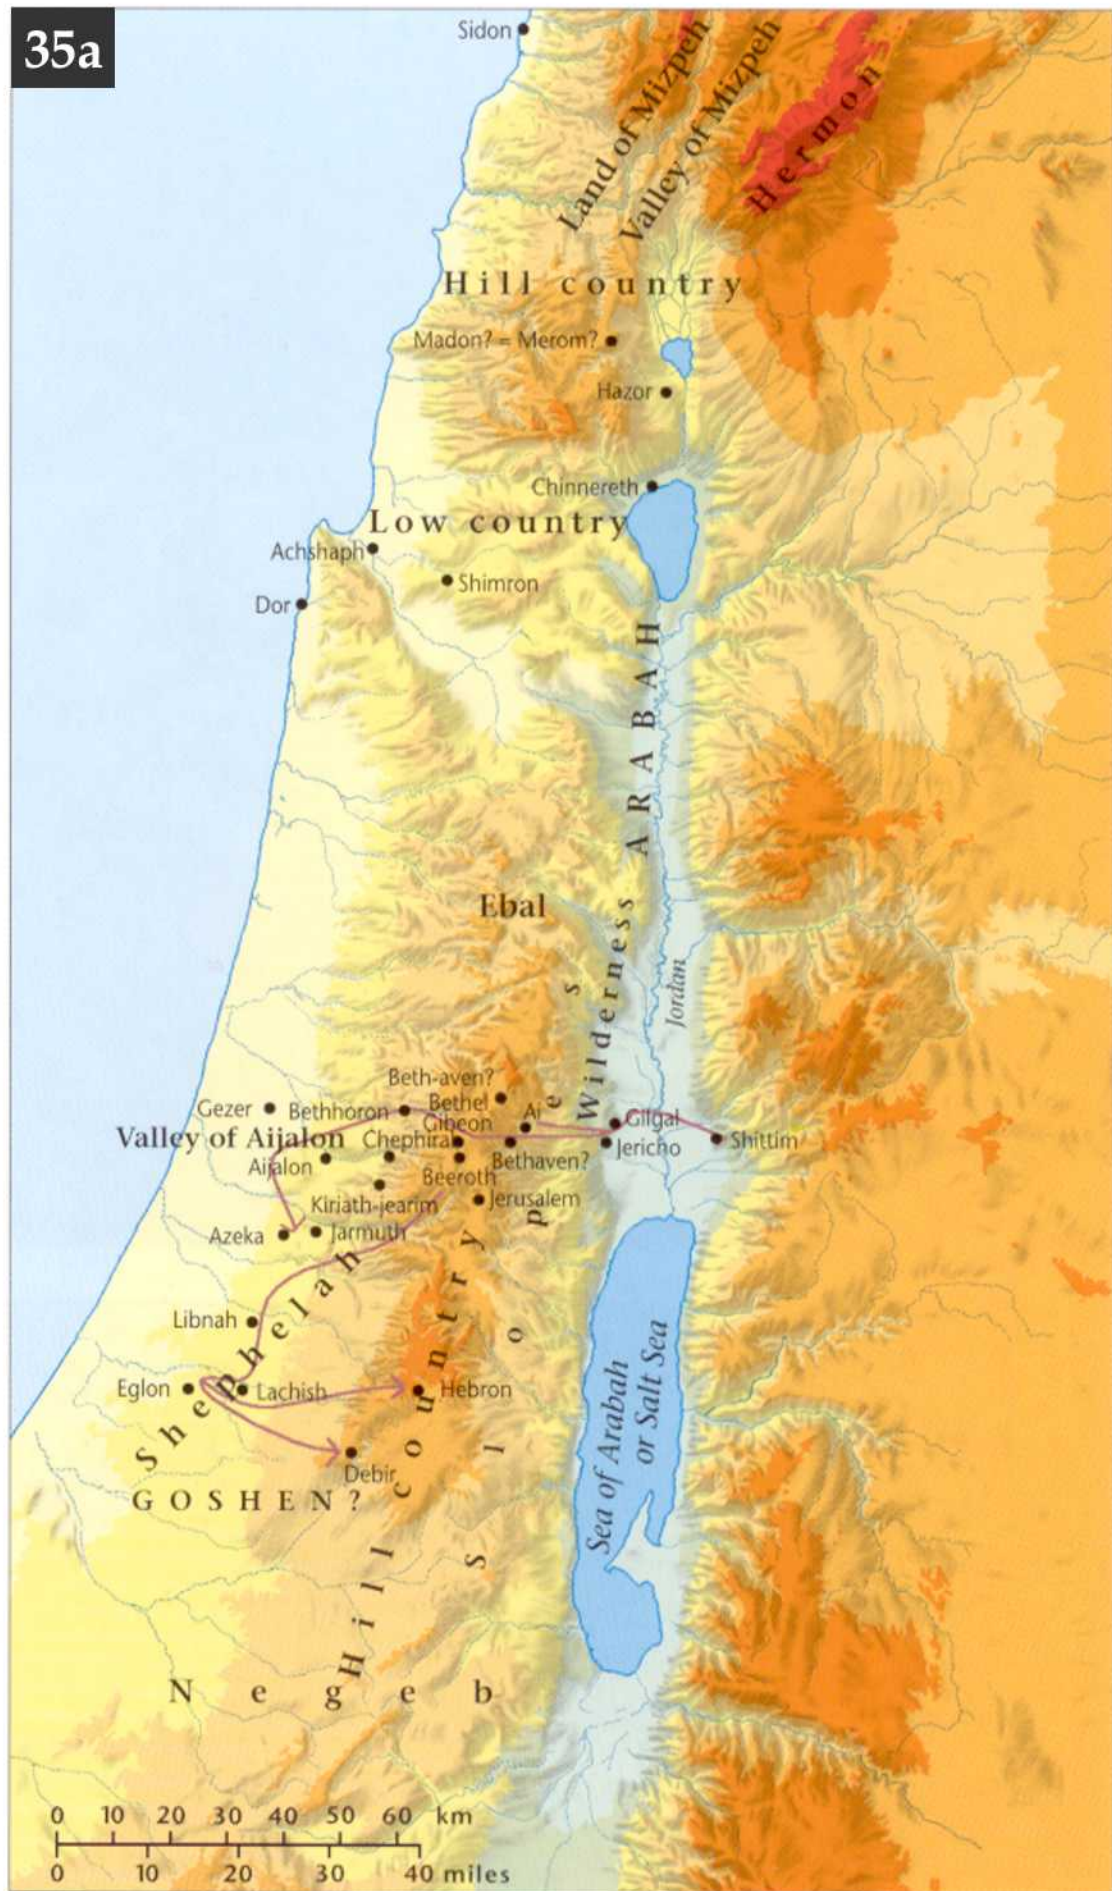 35a
Sidon
Land of Mizpeh
Valley of Mizpeh
Hermon
Hill country
Madon? = Merom?
Hazor
Chinnereth
Low country
Achshaph
Shimron
Dor
ARABAH
Ebal
Wilderness
Jordan
Beth-aven?
Gezer
Bethhoron
Bethel
Ai
Gibeon
Gilgal
Valley of Aijalon
Chephira
Shittim
Aijalon
Bethaven?
Jericho
Beeroth
Kiriath-jearim
Jerusalem
Azeka
Jarmuth
Shephelah
Libnah
Eglon
Lachish
Hebron
Debir
GOSHEN?
Hill country
slopes
Sea of Arabah
or Salt Sea
Negeb
0 10 20 30 40 50 60 km
0 10 20 30 40 miles